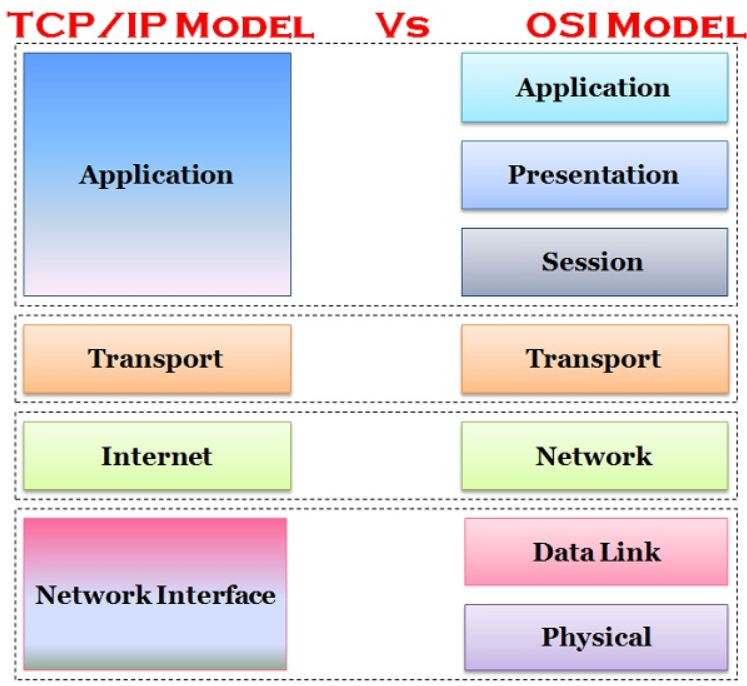 TCP/IP MODEL Vs OSI MODEL
Application
Application
Presentation
Session
Transport
Transport
Internet
Network
Network Interface
Data Link
Physical